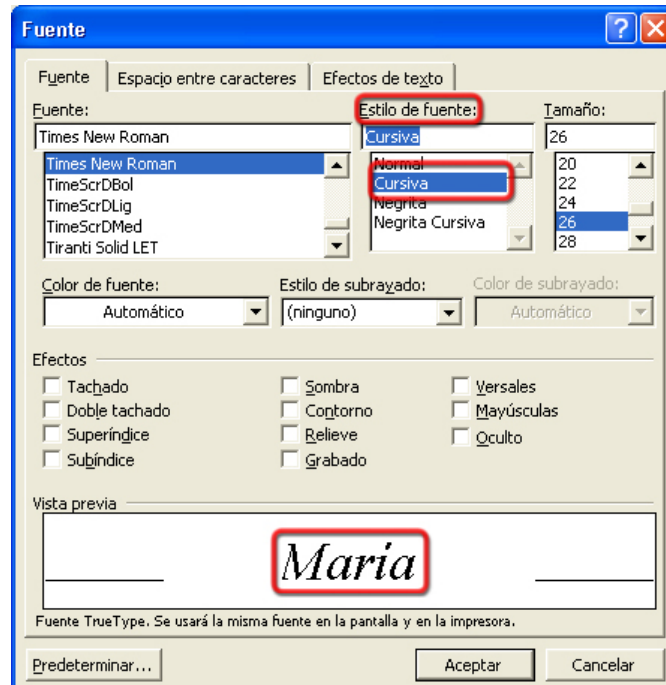 Fuente
Fuente Espacio entre caracteres Efectos de texto
Fuente: Estilo de fuente: Tamaño:
Times New Roman Cursiva 26
Times New Roman Normal 20
TimeScrDBol Cursiva 22
TimeScrDLig Negrita 24
TimeScrDMed Negrita Cursiva 26
Tiranti Solid LET 28
Color de fuente: Estilo de subrayado: Color de subrayado:
Automático (ninguno) Automático
Efectos
Tachado Sombra Versales
Doble tachado Contorno Mayúsculas
Superíndice Relieve Oculto
Subíndice Grabado
Vista previa
Maria
Fuente TrueType. Se usará la misma fuente en la pantalla y en la impresora.
Predeterminar... Aceptar Cancelar